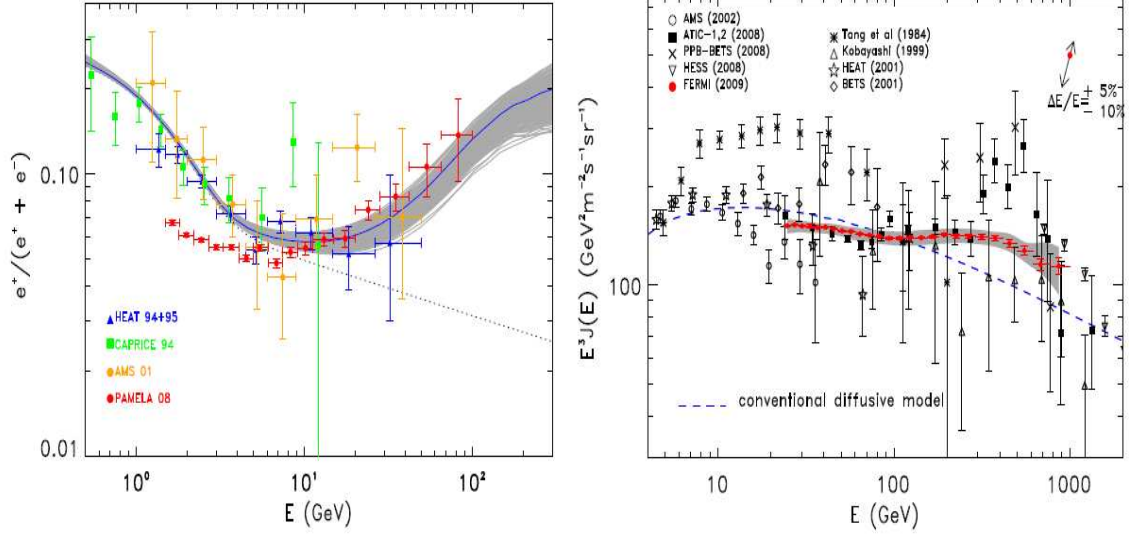 e⁺/(e⁺ + e⁻)
0.10
0.01
HEAT 94+95
CAPRICE 94
AMS 01
PAMELA 08
10⁰
10¹
10²
E (GeV)
E³J(E) (GeV²m⁻²s⁻¹sr⁻¹)
AMS (2002)
ATIC-1,2 (2008)
PPB-BETS (2008)
HESS (2008)
FERMI (2009)
Tang et al (1984)
Kobayashi (1999)
HEAT (2001)
BETS (2001)
ΔE/E= + 5% − 10%
100
conventional diffusive model
10
100
1000
E (GeV)